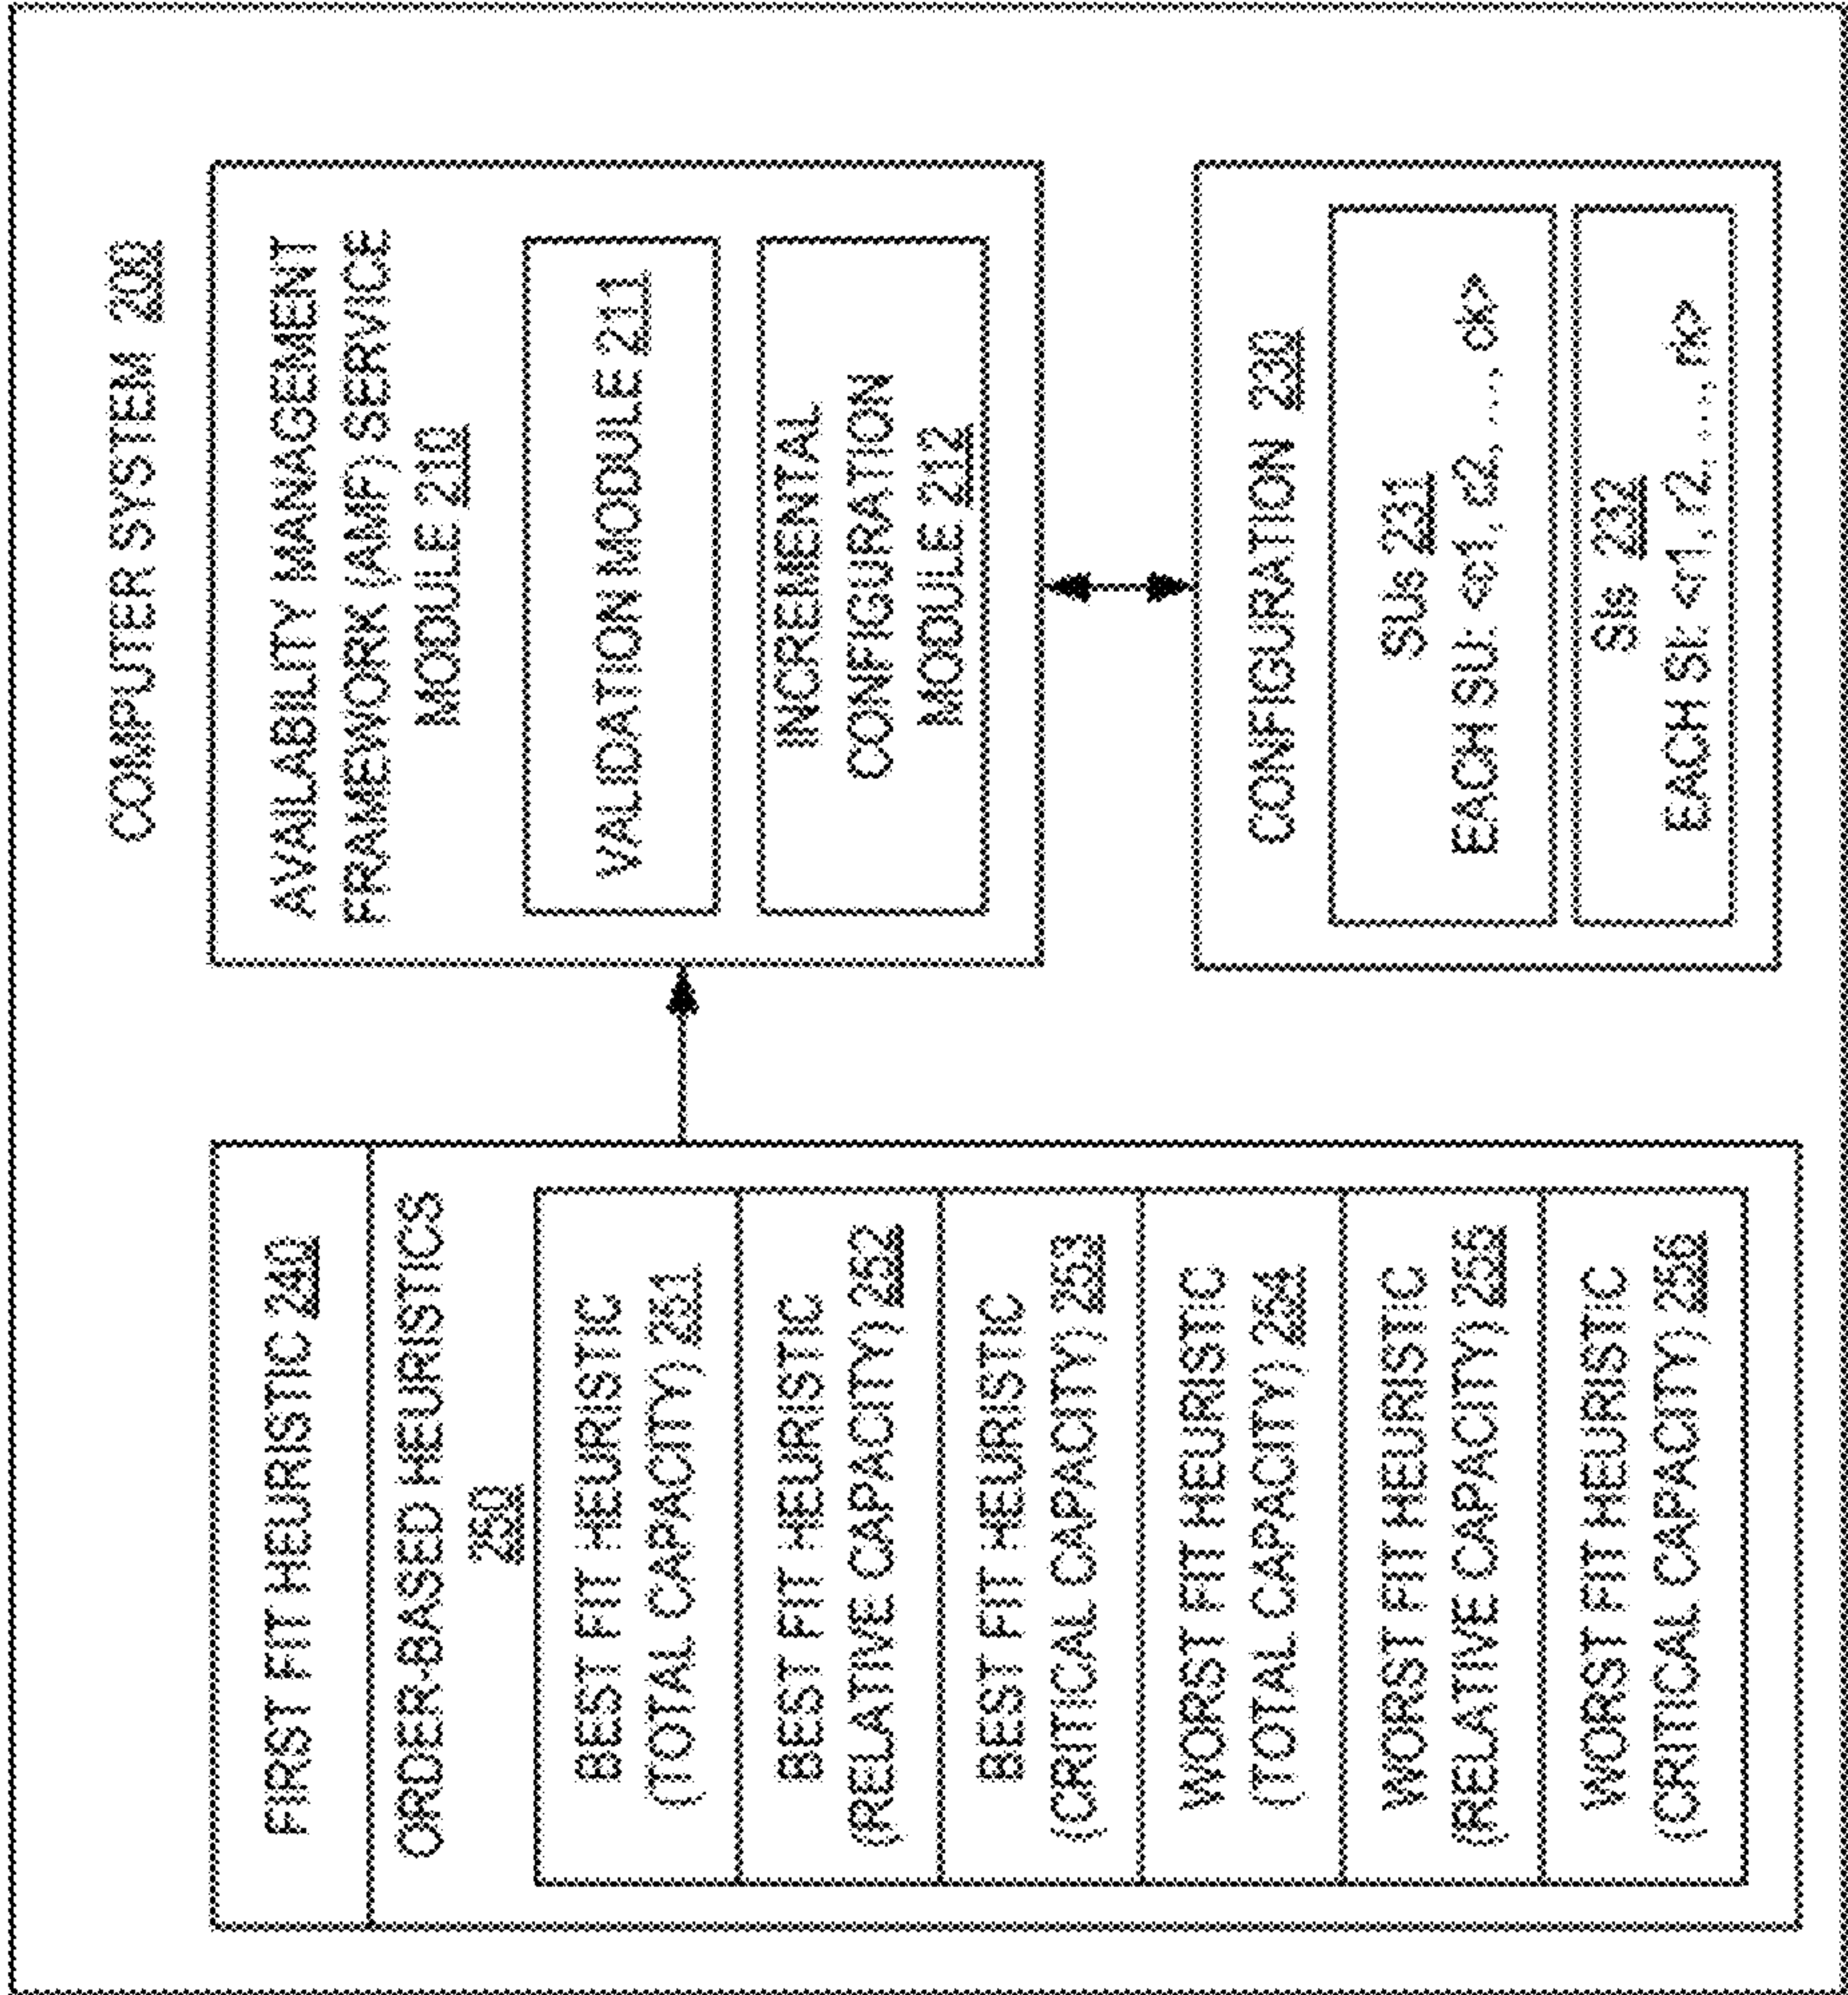 COMPUTER SYSTEM 200
FIRST FIT HEURISTIC 240
ORDER-BASED HEURISTICS
250
BEST FIT HEURISTIC
(TOTAL CAPACITY) 251
BEST FIT HEURISTIC
(RELATIVE CAPACITY) 252
BEST FIT HEURISTIC
(CRITICAL CAPACITY) 253
WORST FIT HEURISTIC
(TOTAL CAPACITY) 254
WORST FIT HEURISTIC
(RELATIVE CAPACITY) 255
WORST FIT HEURISTIC
(CRITICAL CAPACITY) 256
AVAILABILITY MANAGEMENT
FRAMEWORK (AMF) SERVICE
MODULE 210
VALIDATION MODULE 211
INCREMENTAL
CONFIGURATION
MODULE 212
CONFIGURATION 230
SUs 231
EACH SU: <c1, c2, ... , ck>
SIs 232
EACH SI: <r1, r2, ... , rk>